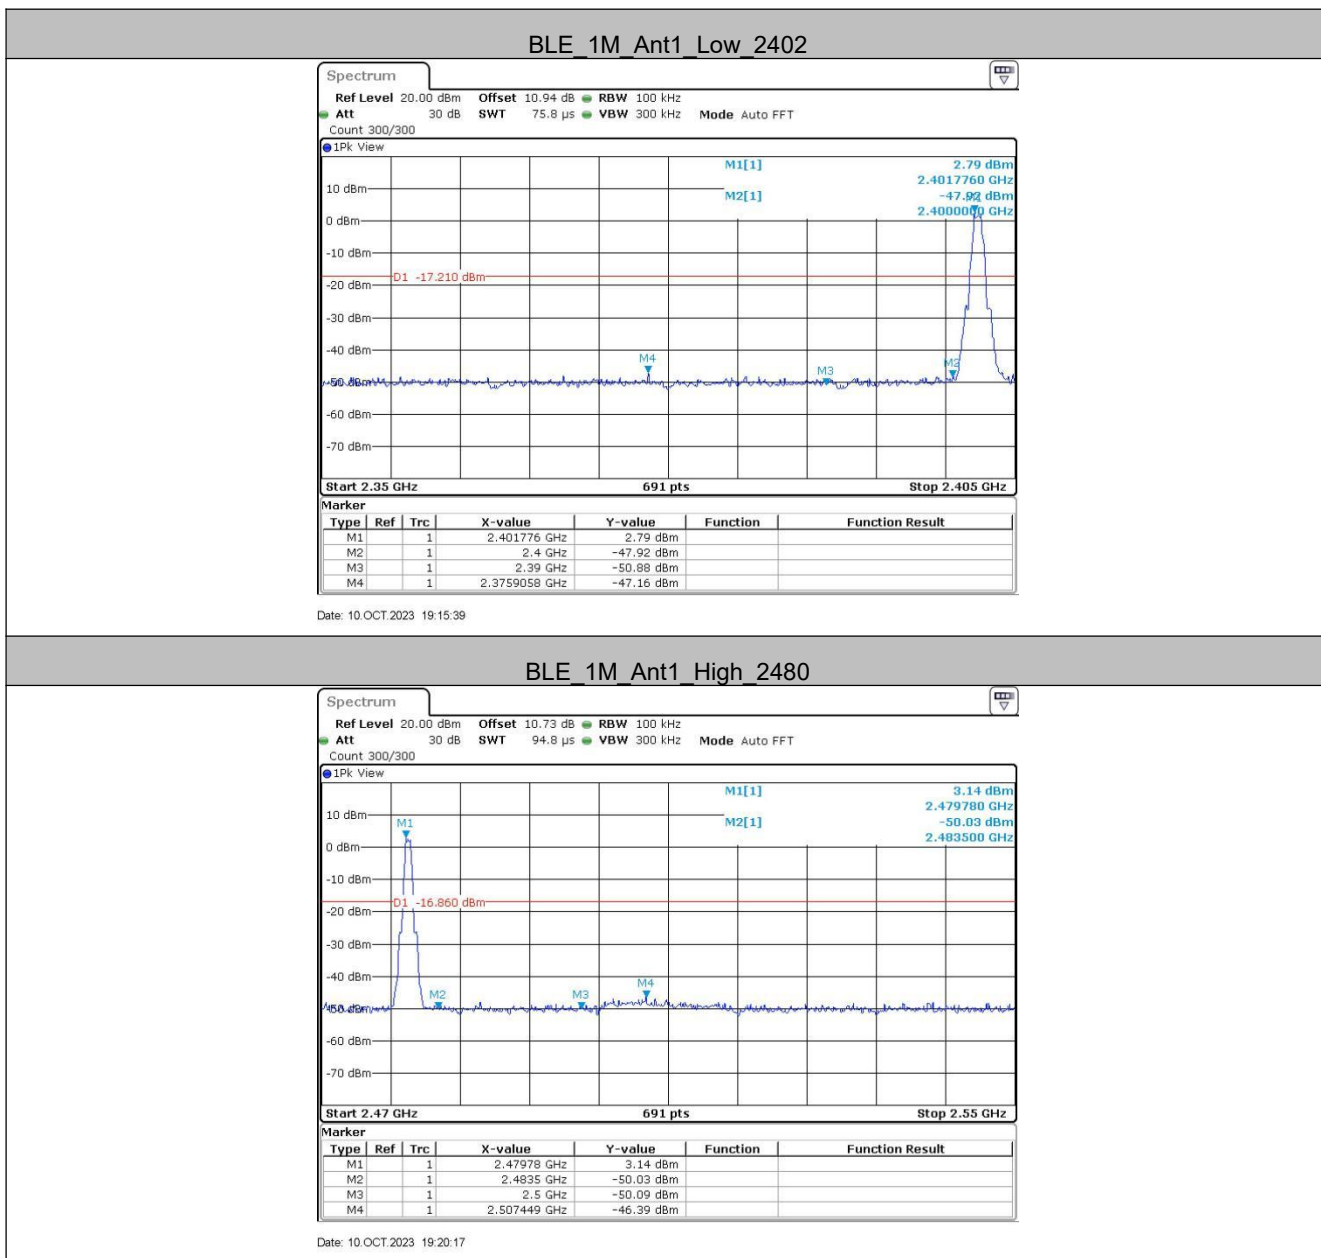 BLE_1M_Ant1_Low_2402
Spectrum
Ref Level 20.00 dBm Offset 10.94 dB RBW 100 kHz
Att 30 dB SWT 75.8 µs VBW 300 kHz Mode Auto FFT
Count 300/300
1Pk View
M1[1] 2.79 dBm
2.4017760 GHz
10 dBm
M2[1] -47.92 dBm
2.4000000 GHz
0 dBm
-10 dBm
D1 -17.210 dBm
-20 dBm
-30 dBm
-40 dBm
M4
M3
M2
-50 dBm
-60 dBm
-70 dBm
Start 2.35 GHz 691 pts Stop 2.405 GHz
Marker
Type Ref Trc X-value Y-value Function Function Result
M1 1 2.401776 GHz 2.79 dBm
M2 1 2.4 GHz -47.92 dBm
M3 1 2.39 GHz -50.88 dBm
M4 1 2.3759058 GHz -47.16 dBm
Date: 10.OCT.2023 19:15:39
BLE_1M_Ant1_High_2480
Spectrum
Ref Level 20.00 dBm Offset 10.73 dB RBW 100 kHz
Att 30 dB SWT 94.8 µs VBW 300 kHz Mode Auto FFT
Count 300/300
1Pk View
M1[1] 3.14 dBm
2.479780 GHz
10 dBm
M1
M2[1] -50.03 dBm
2.483500 GHz
0 dBm
-10 dBm
D1 -16.860 dBm
-20 dBm
-30 dBm
-40 dBm
M4
M2 M3
-50 dBm
-60 dBm
-70 dBm
Start 2.47 GHz 691 pts Stop 2.55 GHz
Marker
Type Ref Trc X-value Y-value Function Function Result
M1 1 2.47978 GHz 3.14 dBm
M2 1 2.4835 GHz -50.03 dBm
M3 1 2.5 GHz -50.09 dBm
M4 1 2.507449 GHz -46.39 dBm
Date: 10.OCT.2023 19:20:17